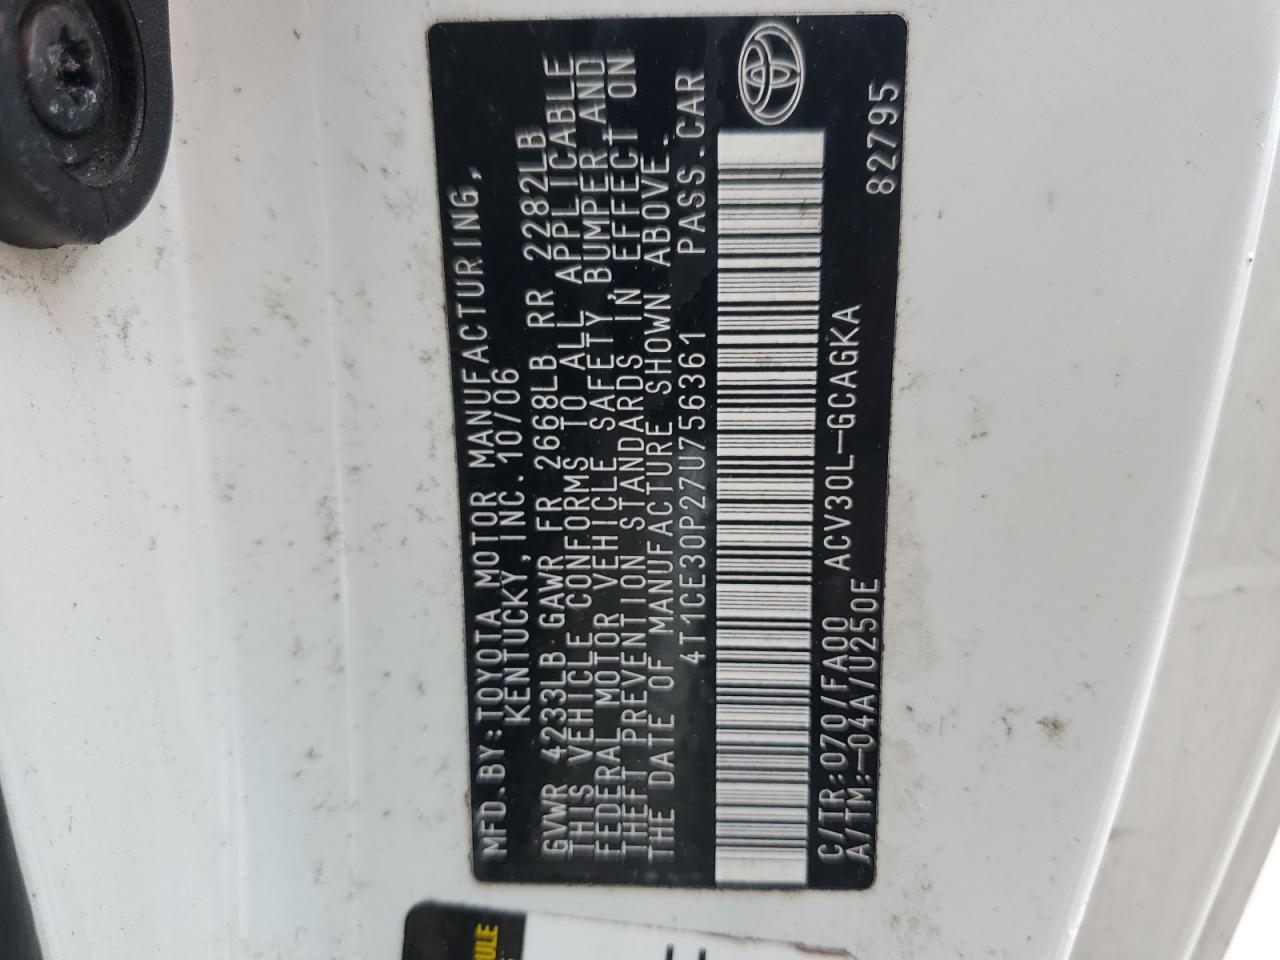 MFD.BY:TOYOTA MOTOR MANUFACTURING,
KENTUCKY,INC.10/06
GVWR 4233LB GAWR FR 2668LB RR 2282LB
THIS VEHICLE CONFORMS TO ALL APPLICABLE
FEDERAL MOTOR VEHICLE SAFETY,BUMPER AND
THEFT PREVENTION STANDARDS IN EFFECT ON
THE DATE OF MANUFACTURE SHOWN ABOVE.
4T1CE30P27U756361 PASS.CAR
C/TR:070/FA00 ACV30L-GCAGKA
A/TM:-04A/U250E
82795